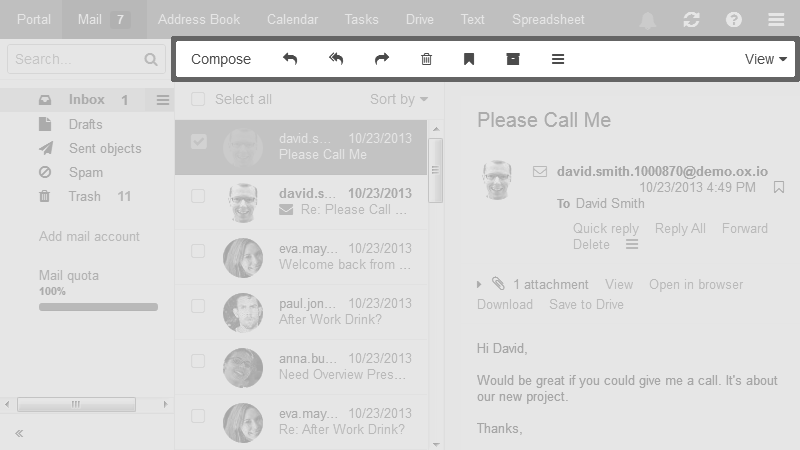 Portal Mail 7 Address Book Calendar Tasks Drive Text Spreadsheet
Search...
Compose View
Inbox 1
Drafts
Sent objects
Spam
Trash 11
Add mail account
Mail quota
100%
Select all Sort by
david.s... 10/23/2013
Please Call Me
david.s... 10/23/2013
Re: Please Call ...
eva.may... 10/23/2013
Welcome back from ...
paul.jon... 10/23/2013
After Work Drink?
anna.bu... 10/23/2013
Need Overview Pres...
eva.may... 10/23/2013
Re: After Work Drink?
Please Call Me
david.smith.1000870@demo.ox.io
10/23/2013 4:49 PM
To David Smith
Quick reply Reply All Forward
Delete
1 attachment View Open in browser
Download Save to Drive
Hi David,
Would be great if you could give me a call. It's about
our new project.
Thanks,